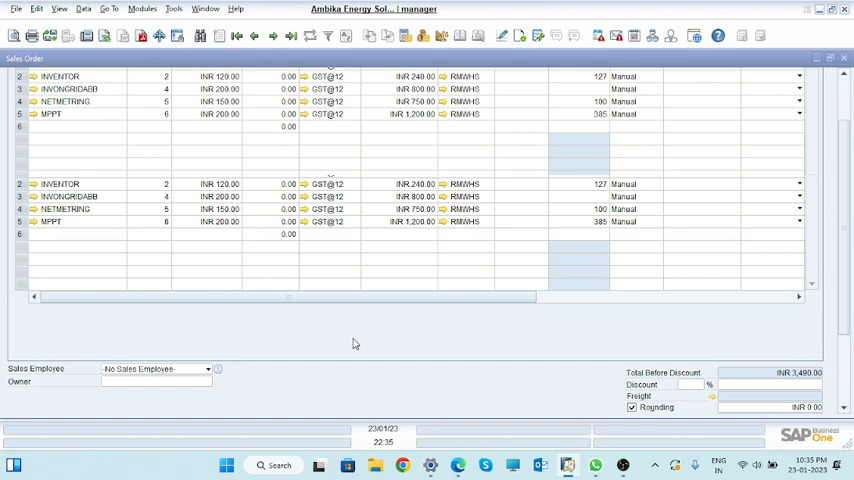 File Edit View Data Go To Modules Tools Window Help
Ambika Energy Sol... | manager
Sales Order
2 INVENTOR 2 INR 120.00 0.00 GST@12 INR 240.00 RMWHS 127 Manual
3 INVONGRIDABB 4 INR 200.00 0.00 GST@12 INR 800.00 RMWHS Manual
4 NETMETRING 5 INR 150.00 0.00 GST@12 INR 750.00 RMWHS 100 Manual
5 MPPT 6 INR 200.00 0.00 GST@12 INR 1,200.00 RMWHS 385 Manual
6 0.00
2 INVENTOR 2 INR 120.00 0.00 GST@12 INR 240.00 RMWHS 127 Manual
3 INVONGRIDABB 4 INR 200.00 0.00 GST@12 INR 800.00 RMWHS Manual
4 NETMETRING 5 INR 150.00 0.00 GST@12 INR 750.00 RMWHS 100 Manual
5 MPPT 6 INR 200.00 0.00 GST@12 INR 1,200.00 RMWHS 385 Manual
6 0.00
Sales Employee -No Sales Employee-
Owner
Total Before Discount INR 3,490.00
Discount %
Freight
Rounding INR 0.00
23/01/23
22:35
SAP Business One
Search
ENG IN
10:35 PM
23-01-2023